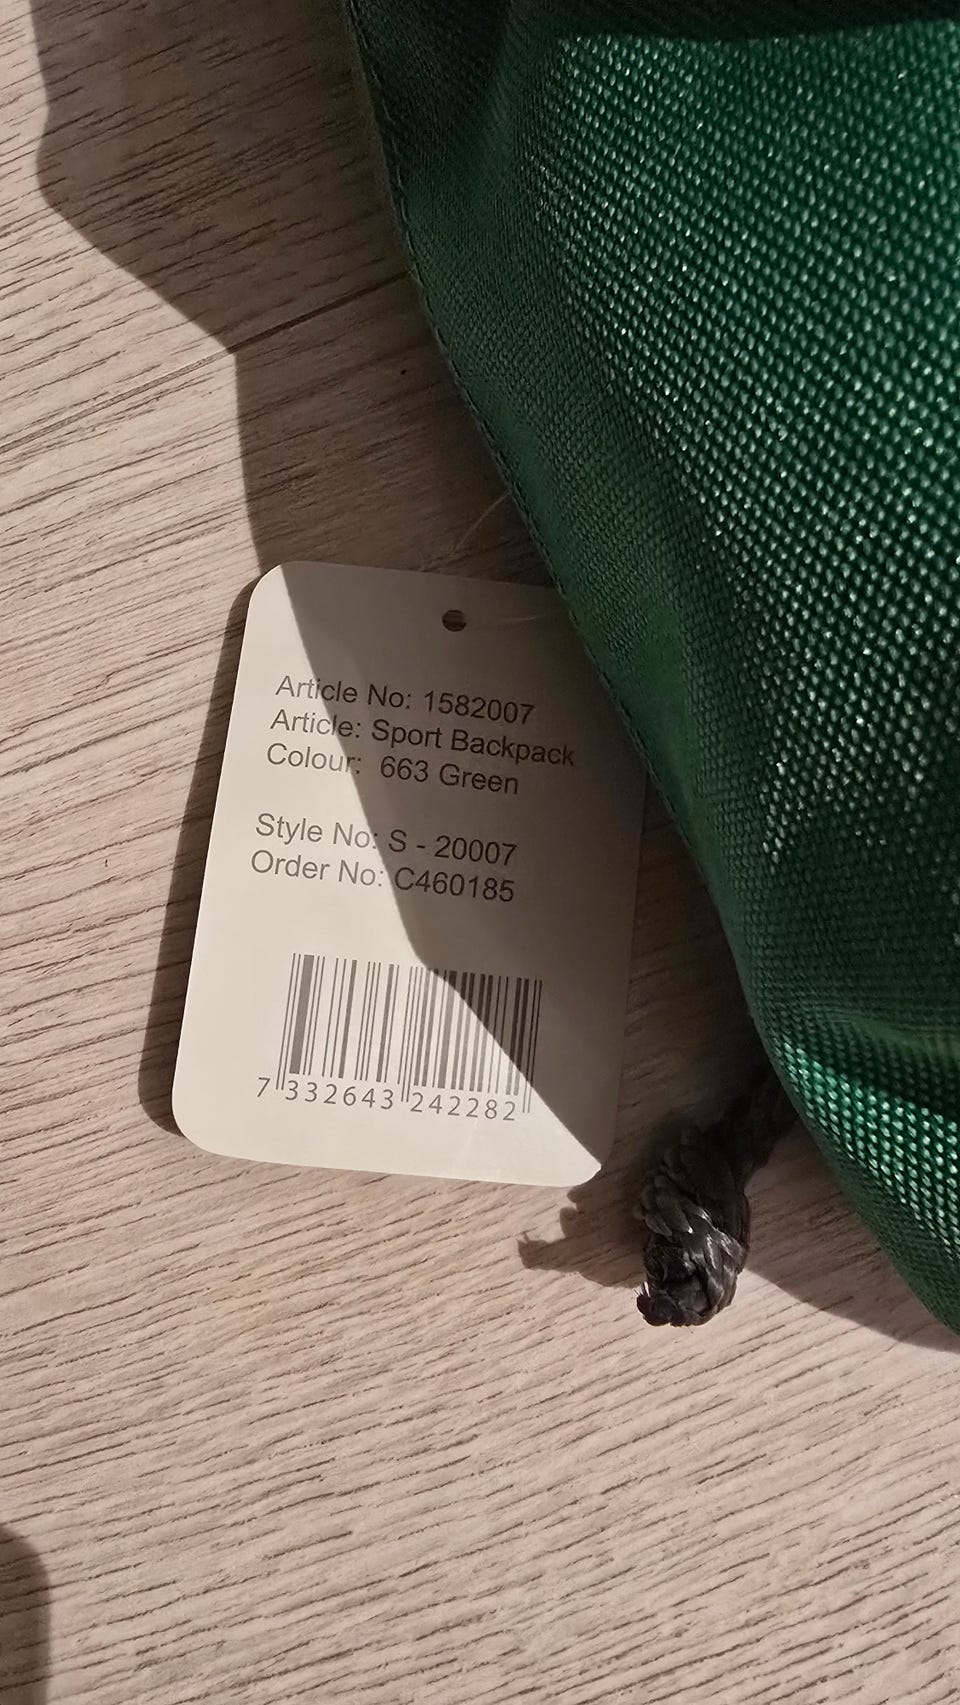 Article No: 1582007
Article: Sport Backpack
Colour: 663 Green
Style No: S - 20007
Order No: C460185
7 332643 242282